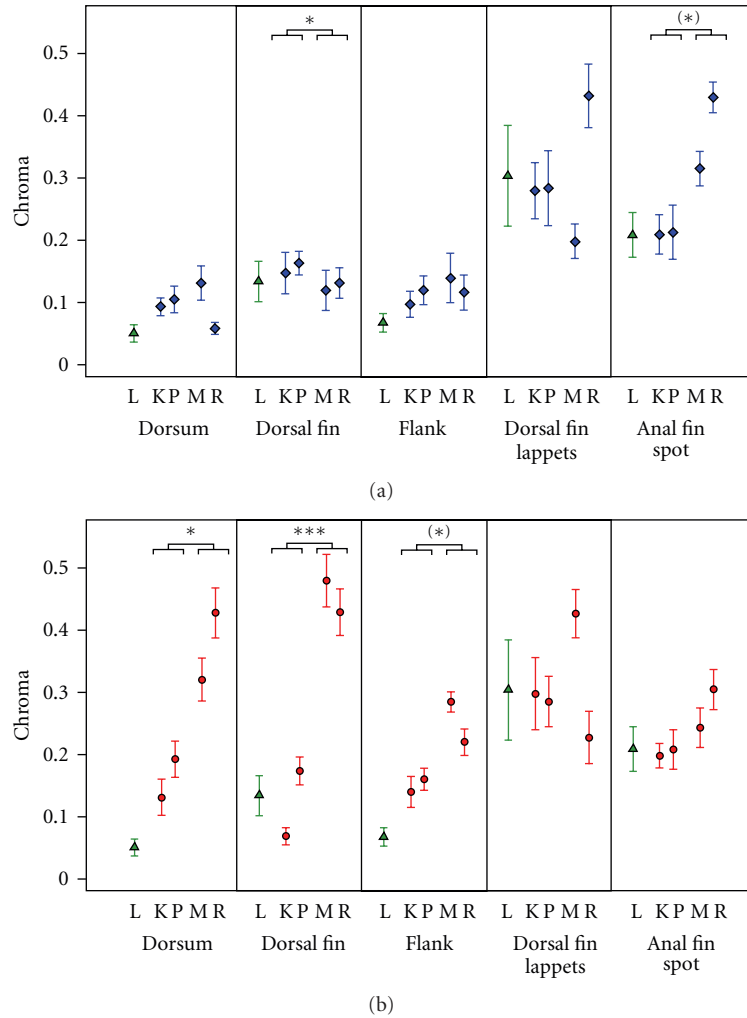 * (*)
0.5
0.4
0.3
0.2
0.1
0
Chroma
L K P M R L K P M R L K P M R L K P M R L K P M R
Dorsum Dorsal fin Flank Dorsal fin lappets Anal fin spot
(a)
* *** (*)
0.5
0.4
0.3
0.2
0.1
0
Chroma
L K P M R L K P M R L K P M R L K P M R L K P M R
Dorsum Dorsal fin Flank Dorsal fin lappets Anal fin spot
(b)